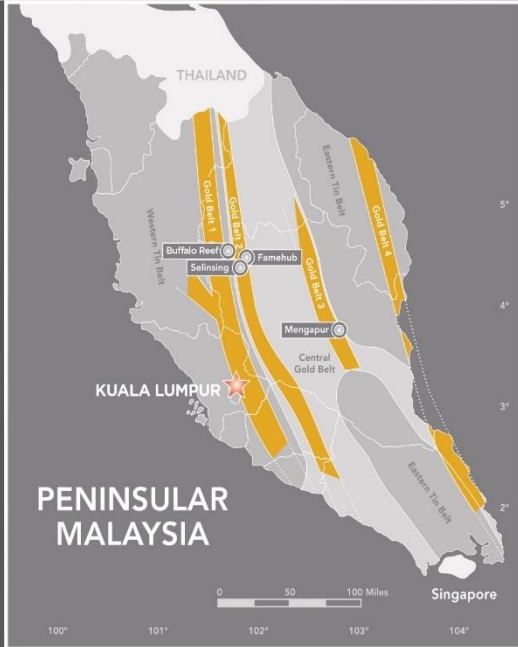 THAILAND
Gold Belt 1
Gold Belt 2
Eastern Tin Belt
Gold Belt 4
5°
Western Tin Belt
Buffalo Reef
Famehub
Selinsing
Gold Belt 3
4°
Mengapur
Central
Gold Belt
KUALA LUMPUR
3°
PENINSULAR
MALAYSIA
Eastern Tin Belt
2°
0 50 100 Miles
Singapore
100° 101° 102° 103° 104°